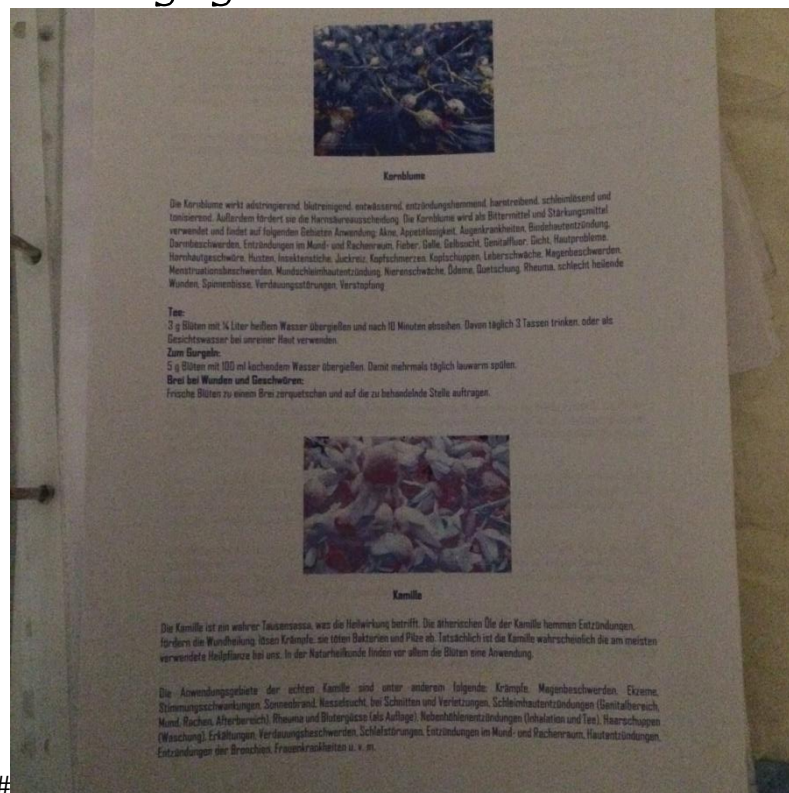 Kornblume
Die Kornblume wirkt adstringierend, blutreinigend, entwässernd, entzündungshemmend, harntreibend, schleimlösend und
tonisierend. Außerdem fördert sie die Harnsäureausscheidung. Die Kornblume wird als Bittermittel und Stärkungsmittel
verwendet und findet auf folgenden Gebieten Anwendung: Akne, Appetitlosigkeit, Augenkrankheiten, Bindehautentzündung,
Darmbeschwerden, Entzündungen im Mund- und Rachenraum, Fieber, Galle, Gelbsucht, Genitalfluor, Gicht, Hautprobleme,
Hornhautgeschwüre, Husten, Insektenstiche, Juckreiz, Kopfschmerzen, Kopfschuppen, Leberschwäche, Magenbeschwerden,
Menstruationsbeschwerden, Mundschleimhautentzündung, Nierenschwäche, Ödeme, Quetschung, Rheuma, schlecht heilende
Wunden, Spinnenbisse, Verdauungsstörungen, Verstopfung
Tee:
3 g Blüten mit ¼ Liter heißem Wasser übergießen und nach 10 Minuten abseihen. Davon täglich 3 Tassen trinken, oder als
Gesichtswasser bei unreiner Haut verwenden.
Zum Gurgeln:
5 g Blüten mit 100 ml kochendem Wasser übergießen. Damit mehrmals täglich lauwarm spülen.
Brei bei Wunden und Geschwüren:
Frische Blüten zu einem Brei zerquetschen und auf die zu behandelnde Stelle auftragen.
Kamille
Die Kamille ist ein wahrer Tausensassa, was die Heilwirkung betrifft. Die ätherischen Öle der Kamille hemmen Entzündungen,
fördern die Wundheilung, lösen Krämpfe, sie töten Bakterien und Pilze ab. Tatsächlich ist die Kamille wahrscheinlich die am meisten
verwendete Heilpflanze bei uns. In der Naturheilkunde finden vor allem die Blüten eine Anwendung.
Die Anwendungsgebiete der echten Kamille sind unter anderem folgende: Krämpfe, Magenbeschwerden, Ekzeme,
Stimmungsschwankungen, Sonnenbrand, Nesselsucht, bei Schnitten und Verletzungen, Schleimhautentzündungen (Genitalbereich,
Mund, Rachen, Afterbereich), Rheuma und Blutergüsse (als Auflage), Nebenhöhlenentzündungen (Inhalation und Tee), Haarschuppen
(Waschung), Erkältungen, Verdauungsbeschwerden, Schlafstörungen, Entzündungen im Mund- und Rachenraum, Hautentzündungen,
Entzündungen der Bronchien, Frauenkrankheiten u. v. m.
#